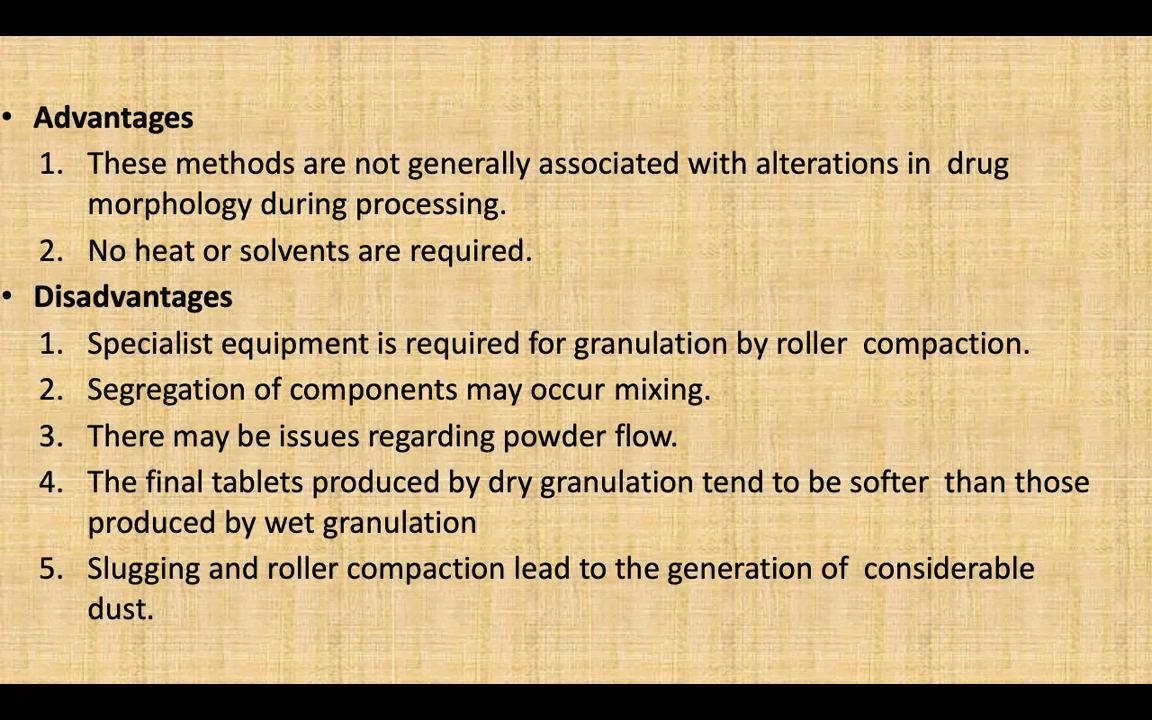 • Advantages
1. These methods are not generally associated with alterations in  drug
morphology during processing.
2. No heat or solvents are required.
• Disadvantages
1. Specialist equipment is required for granulation by roller  compaction.
2. Segregation of components may occur mixing.
3. There may be issues regarding powder flow.
4. The final tablets produced by dry granulation tend to be softer  than those
produced by wet granulation
5. Slugging and roller compaction lead to the generation of  considerable
dust.